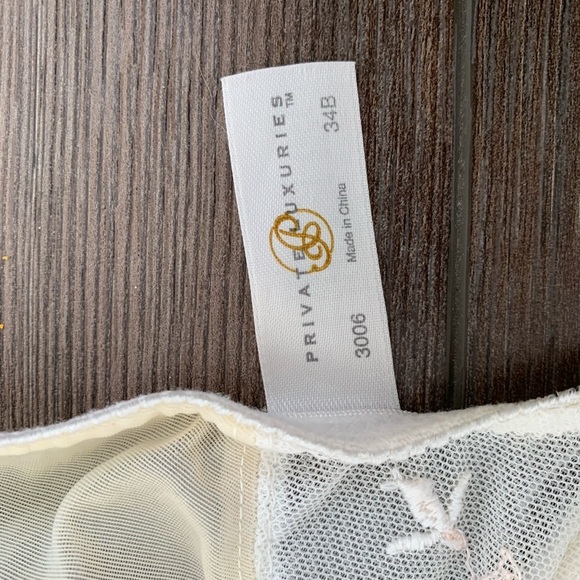 PRIVATE LUXURIES™
3006 Made in China 34B